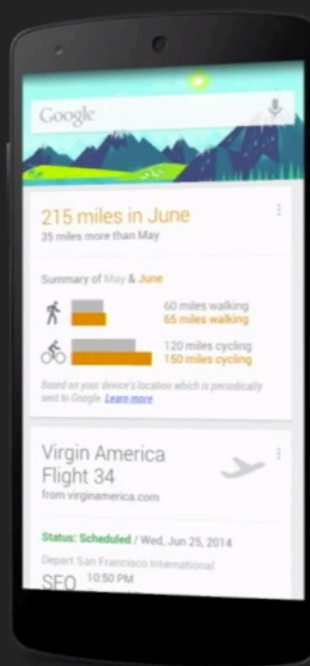 Google
215 miles in June
35 miles more than May
Summary of May & June
60 miles walking
65 miles walking
120 miles cycling
150 miles cycling
Based on your device's location which is periodically
sent to Google. Learn more
Virgin America
Flight 34
from virginamerica.com
Status: Scheduled / Wed, Jun 25, 2014
Depart San Francisco International
SFO 10:50 PM